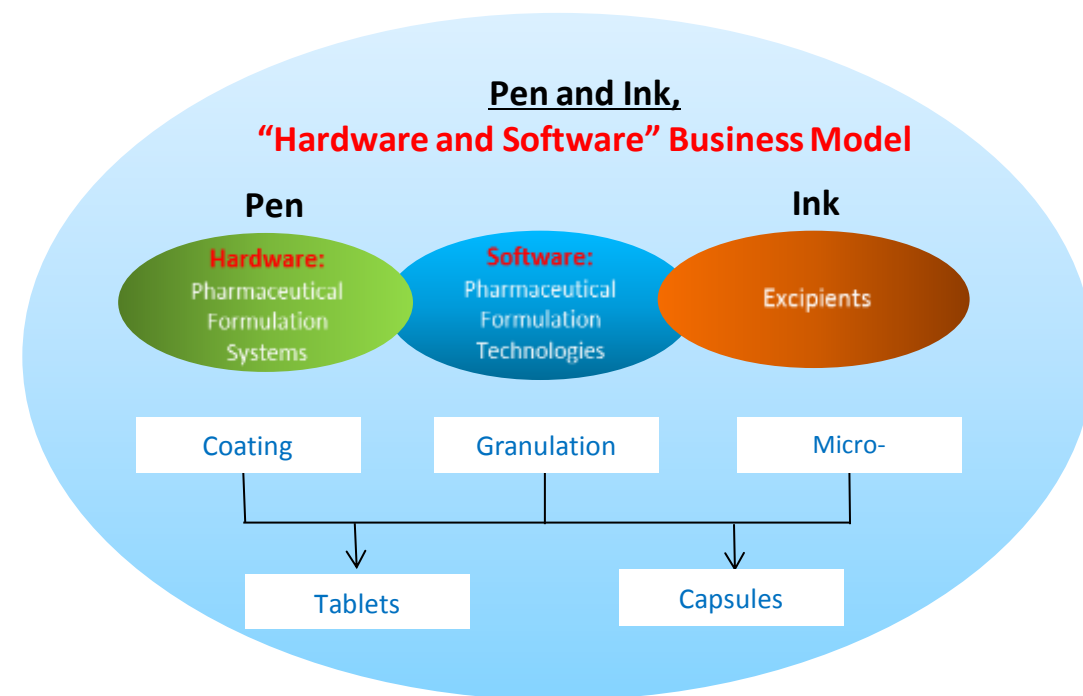 Pen and Ink,
“Hardware and Software” Business Model
Pen
Ink
Hardware:
Pharmaceutical
Formulation
Systems
Software:
Pharmaceutical
Formulation
Technologies
Excipients
Coating
Granulation
Micro-
Tablets
Capsules